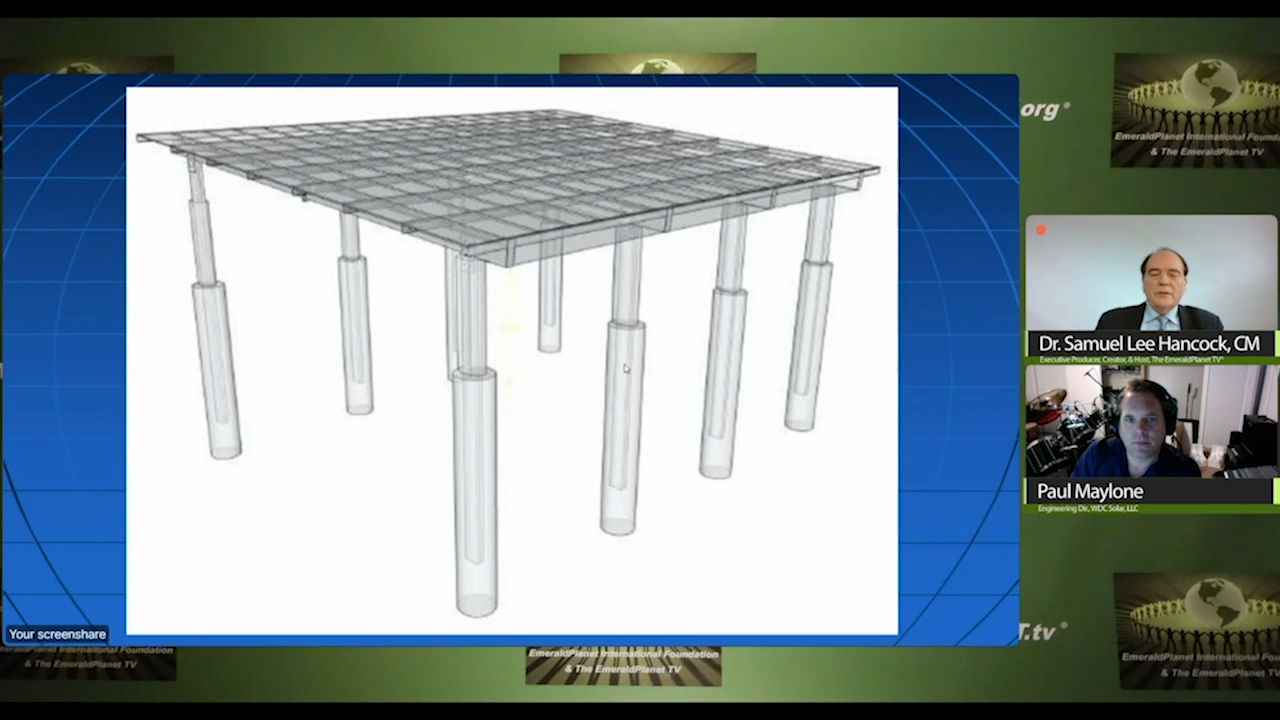 org®
EmeraldPlanet International Founda
& The EmeraldPlanet TV
Dr. Samuel Lee Hancock, CM
Executive Producer, Creator, & Host, The EmeraldPlanet TV®
Paul Maylone
Engineering Dir., WDC Solar, LLC
Your screenshare
T.tv®
EmeraldPlanet International Foundation
& The EmeraldPlanet TV
EmeraldPlanet International Foundation
& The EmeraldPlanet TV
EmeraldPlanet International Founda
& The EmeraldPlanet TV